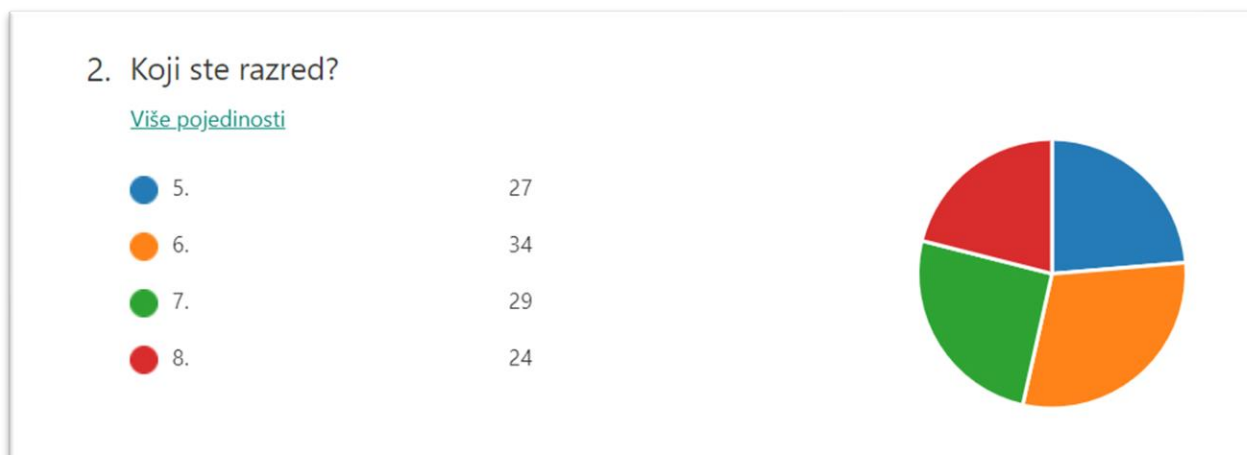 2. Koji ste razred?
Više pojedinosti
5. 27
6. 34
7. 29
8. 24